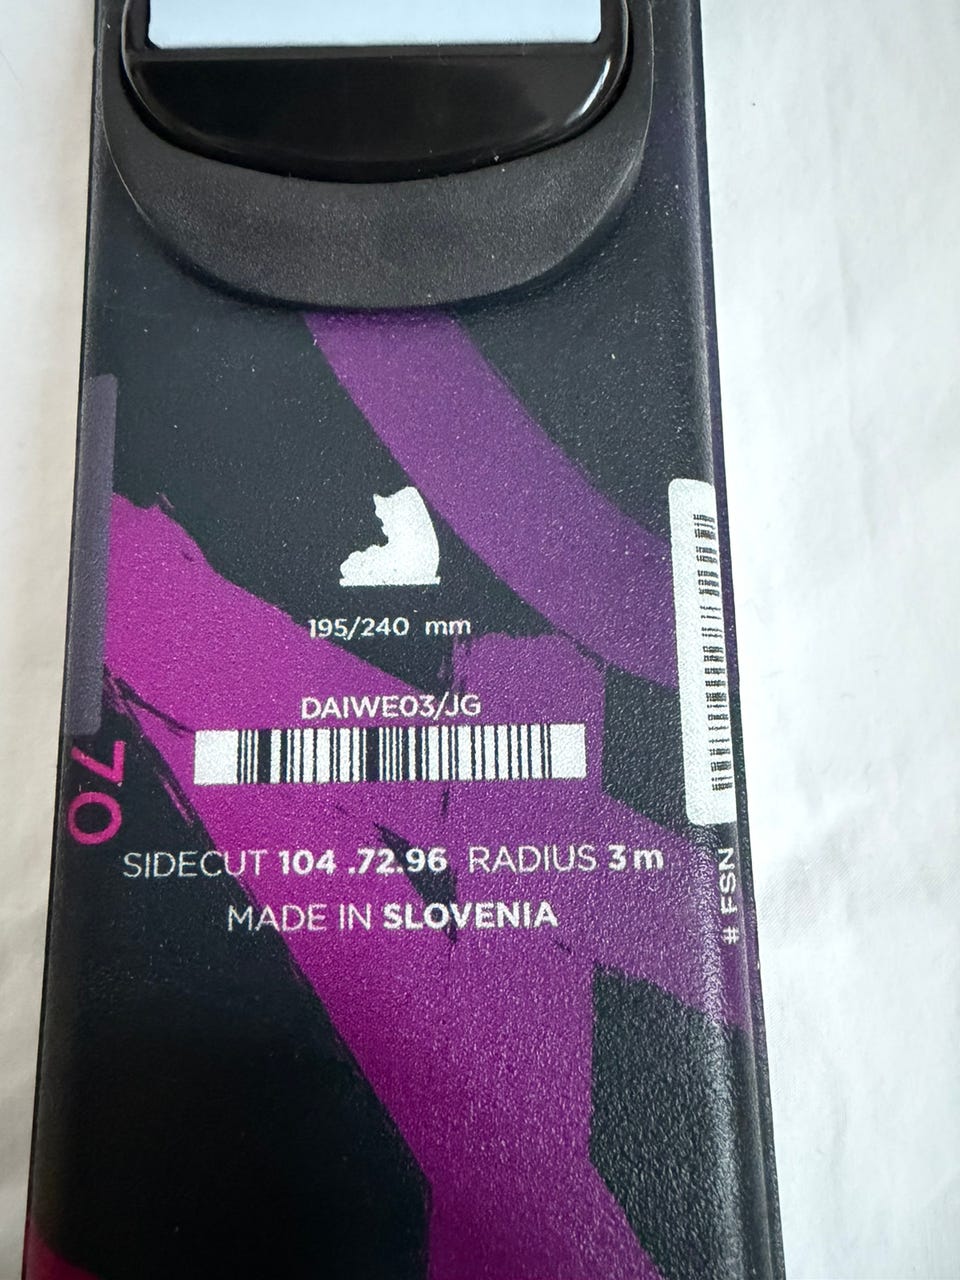 195/240 mm
DAIWE03/JG
70
SIDECUT 104 .72.96 RADIUS 3 m
MADE IN SLOVENIA
# FSN